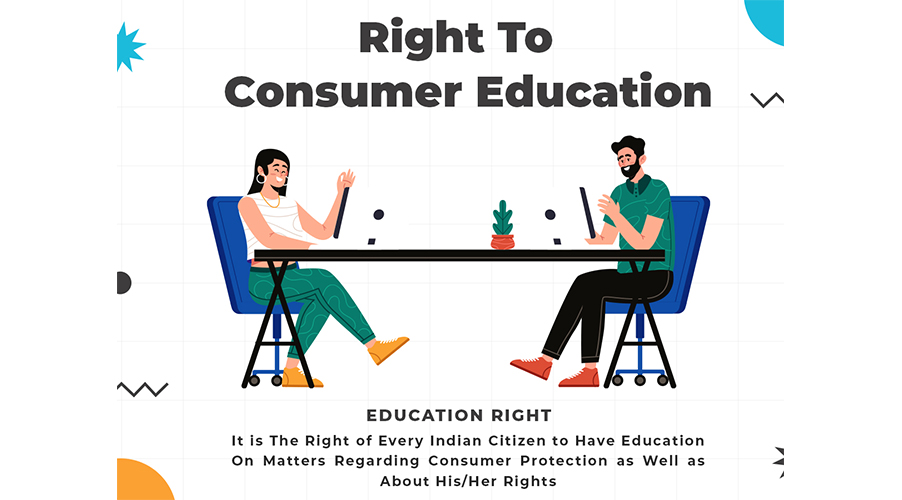 Right To
Consumer Education
EDUCATION RIGHT
It is The Right of Every Indian Citizen to Have Education
On Matters Regarding Consumer Protection as Well as
About His/Her Rights